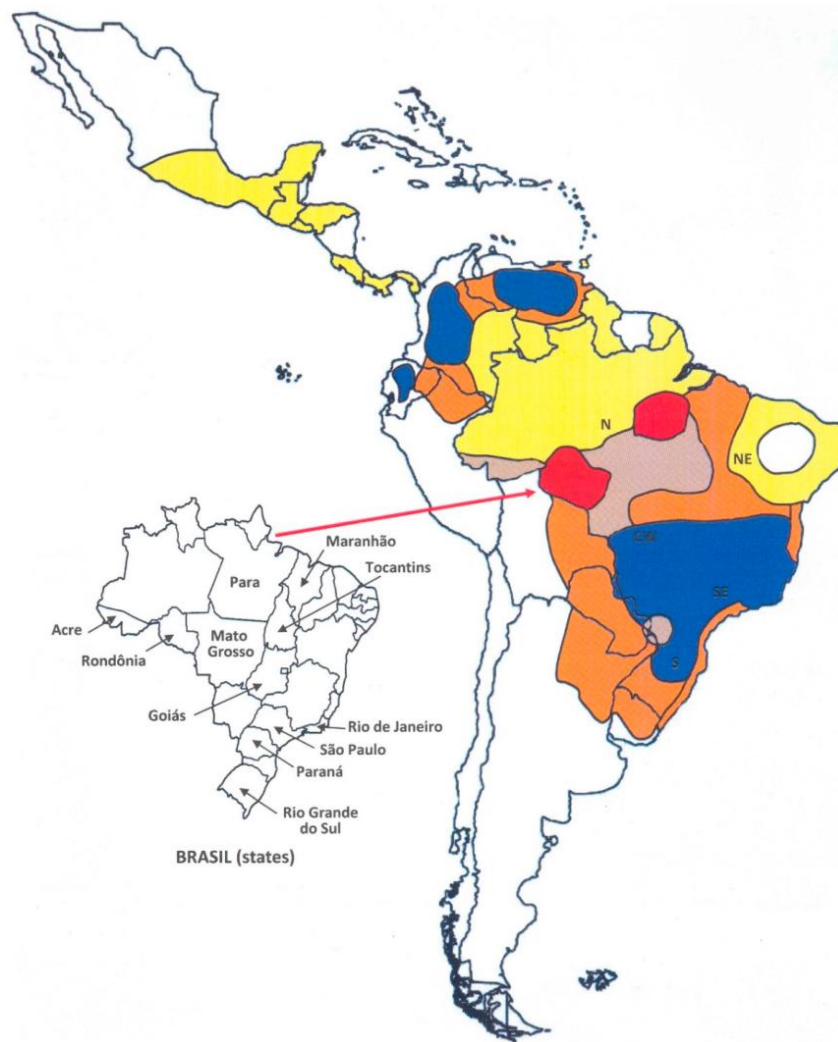 N
NE
CW
SE
S
Maranhão
Para
Tocantins
Acre
Mato
Grosso
Rondônia
Goiás
Rio de Janeiro
São Paulo
Paraná
Rio Grande
do Sul
BRASIL (states)